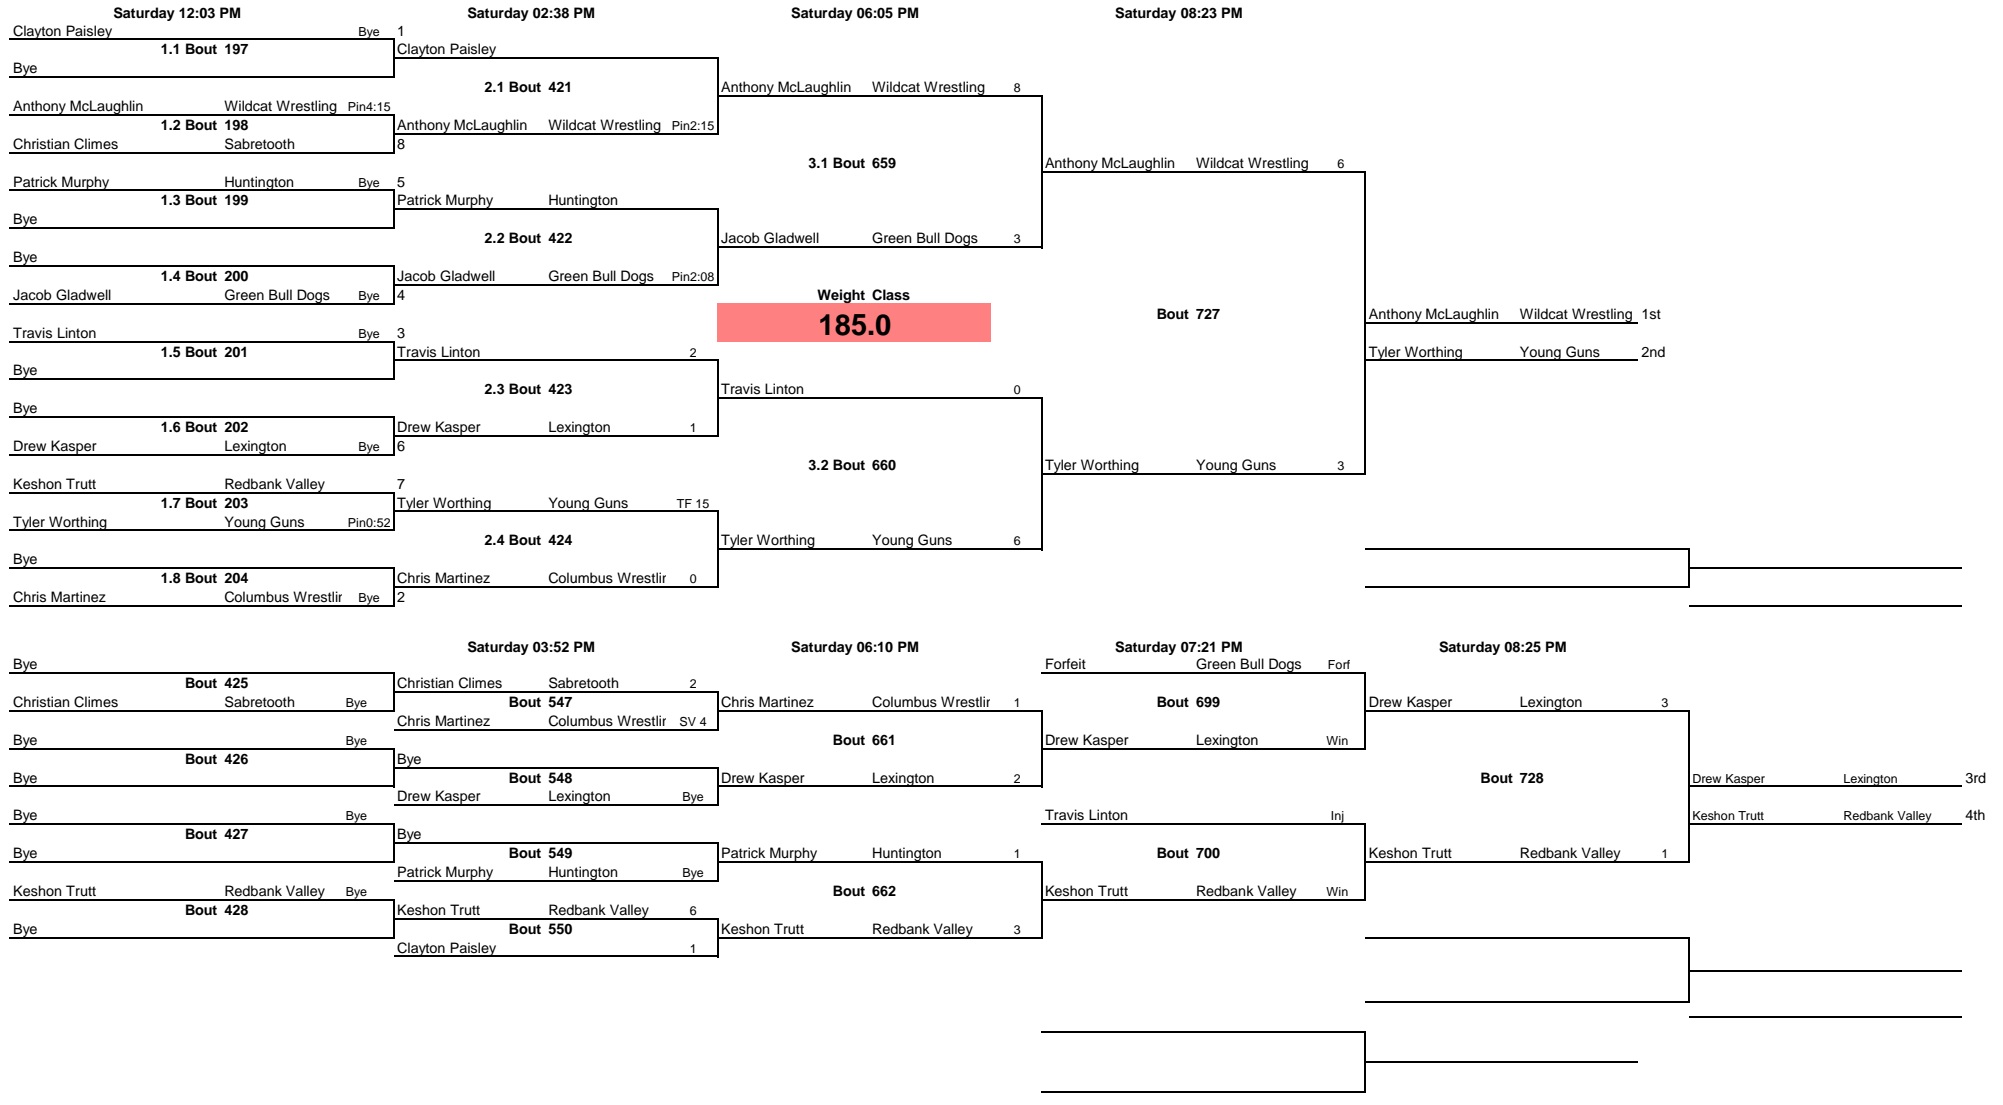 Saturday 12:03 PM Saturday 02:38 PM Saturday 06:05 PM Saturday 08:23 PM
Clayton Paisley Bye 1
1.1 Bout 197 Clayton Paisley
Bye
2.1 Bout 421 Anthony McLaughlin Wildcat Wrestling 8
Anthony McLaughlin Wildcat Wrestling Pin4:15
1.2 Bout 198 Anthony McLaughlin Wildcat Wrestling Pin2:15
Christian Climes Sabretooth 8
3.1 Bout 659 Anthony McLaughlin Wildcat Wrestling 6
Patrick Murphy Huntington Bye 5
1.3 Bout 199 Patrick Murphy Huntington
Bye
2.2 Bout 422 Jacob Gladwell Green Bull Dogs 3
Bye
1.4 Bout 200 Jacob Gladwell Green Bull Dogs Pin2:08
Jacob Gladwell Green Bull Dogs Bye 4 Weight Class
185.0 Bout 727 Anthony McLaughlin Wildcat Wrestling 1st
Travis Linton Bye 3
1.5 Bout 201 Travis Linton 2 Tyler Worthing Young Guns 2nd
Bye
2.3 Bout 423 Travis Linton 0
Bye
1.6 Bout 202 Drew Kasper Lexington 1
Drew Kasper Lexington Bye 6
3.2 Bout 660 Tyler Worthing Young Guns 3
Keshon Trutt Redbank Valley 7
1.7 Bout 203 Tyler Worthing Young Guns TF 15
Tyler Worthing Young Guns Pin0:52
2.4 Bout 424 Tyler Worthing Young Guns 6
Bye
1.8 Bout 204 Chris Martinez Columbus Wrestlir 0
Chris Martinez Columbus Wrestlir Bye 2
Saturday 03:52 PM Saturday 06:10 PM Saturday 07:21 PM Saturday 08:25 PM
Bye Forfeit Green Bull Dogs Forf
Bout 425 Christian Climes Sabretooth 2
Christian Climes Sabretooth Bye Bout 547 Chris Martinez Columbus Wrestlir 1 Bout 699 Drew Kasper Lexington 3
Chris Martinez Columbus Wrestlir SV 4
Bye Bye Bout 661 Drew Kasper Lexington Win
Bout 426 Bye
Bye Bout 548 Drew Kasper Lexington 2 Bout 728 Drew Kasper Lexington 3rd
Drew Kasper Lexington Bye
Bye Bye Travis Linton Inj Keshon Trutt Redbank Valley 4th
Bout 427 Bye
Bye Bout 549 Patrick Murphy Huntington 1 Bout 700 Keshon Trutt Redbank Valley 1
Patrick Murphy Huntington Bye
Keshon Trutt Redbank Valley Bye Bout 662 Keshon Trutt Redbank Valley Win
Bout 428 Keshon Trutt Redbank Valley 6
Bye Bout 550 Keshon Trutt Redbank Valley 3
Clayton Paisley 1